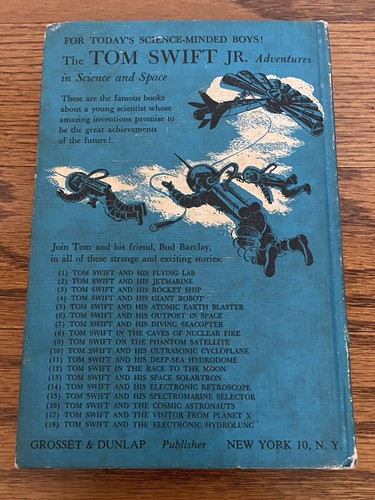 FOR TODAY'S SCIENCE-MINDED BOYS!
The TOM SWIFT JR. Adventures
in Science and Space
These are the famous books
about a young scientist whose
amazing inventions promise to
be the great achievements
of the future!
Join Tom and his friend, Bud Barclay,
in all of these strange and exciting stories:
(1) TOM SWIFT AND HIS FLYING LAB
(2) TOM SWIFT AND HIS JETMARINE
(3) TOM SWIFT AND HIS ROCKET SHIP
(4) TOM SWIFT AND HIS GIANT ROBOT
(5) TOM SWIFT AND HIS ATOMIC EARTH BLASTER
(6) TOM SWIFT AND HIS OUTPOST IN SPACE
(7) TOM SWIFT AND HIS DIVING SEACOPTER
(8) TOM SWIFT IN THE CAVES OF NUCLEAR FIRE
(9) TOM SWIFT ON THE PHANTOM SATELLITE
(10) TOM SWIFT AND HIS ULTRASONIC CYCLOPLANE
(11) TOM SWIFT AND HIS DEEP-SEA HYDRODOME
(12) TOM SWIFT IN THE RACE TO THE MOON
(13) TOM SWIFT AND HIS SPACE SOLARTRON
(14) TOM SWIFT AND HIS ELECTRONIC RETROSCOPE
(15) TOM SWIFT AND HIS SPECTROMARINE SELECTOR
(16) TOM SWIFT AND THE COSMIC ASTRONAUTS
(17) TOM SWIFT AND THE VISITOR FROM PLANET X
(18) TOM SWIFT AND THE ELECTRONIC HYDROLUNG
GROSSET & DUNLAP Publisher NEW YORK 10, N. Y.